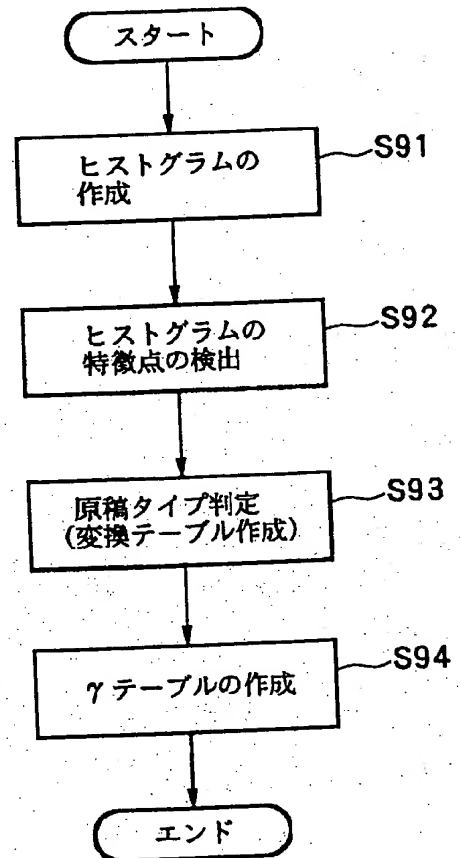 スタート
ヒストグラムの
作成
S91
ヒストグラムの
特徴点の検出
S92
原稿タイプ判定
(変換テーブル作成)
S93
γテーブルの作成
S94
エンド